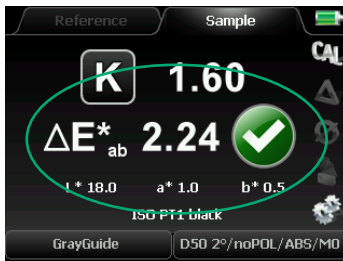 Reference Sample
CAL
K 1.60
ΔE*ab 2.24
L* 18.0 a* 1.0 b* 0.5
ISO PT1 black
GrayGuide D50 2°/noPOL/ABS/M0